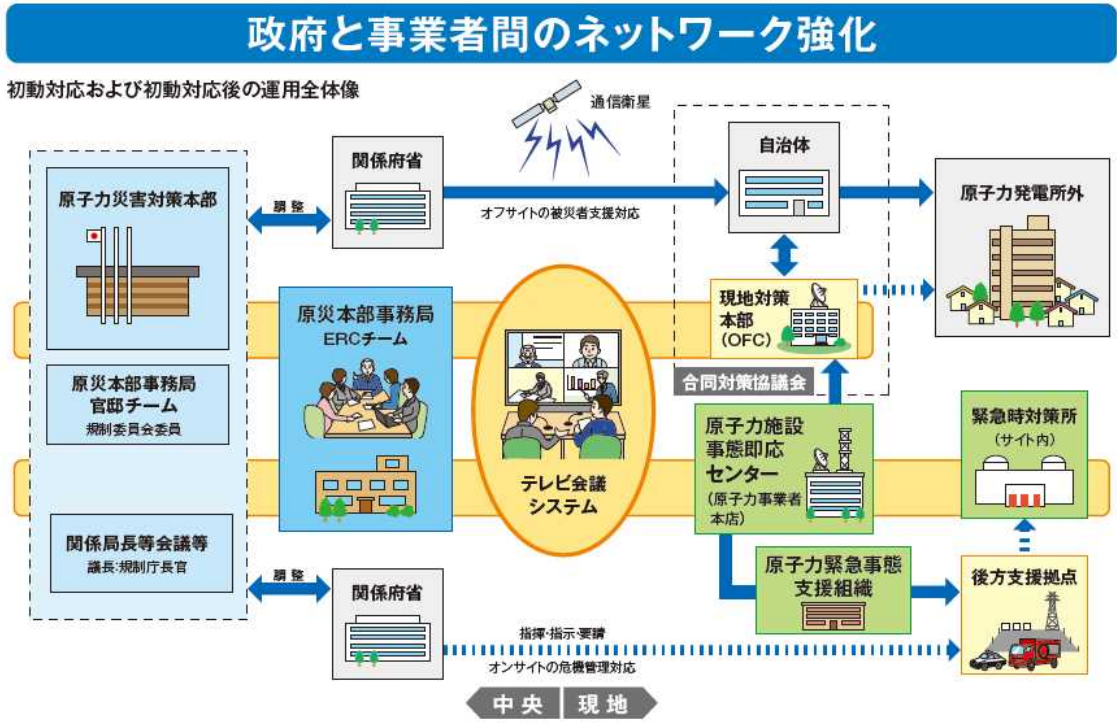 政府と事業者間のネットワーク強化
初動対応および初動対応後の運用全体像
通信衛星
関係府省
自治体
原子力災害対策本部
調整
オフサイトの被災者支援対応
原子力発電所外
原災本部事務局
ERCチーム
現地対策
本部
(OFC)
合同対策協議会
原災本部事務局
官邸チーム
規制委員会委員
テレビ会議
システム
原子力施設
事態即応
センター
(原子力事業者
本店)
緊急時対策所
(サイト内)
関係局長等会議等
議長:規制庁長官
調整
関係府省
原子力緊急事態
支援組織
後方支援拠点
指揮・指示・要請
オンサイトの危機管理対応
中央 現地